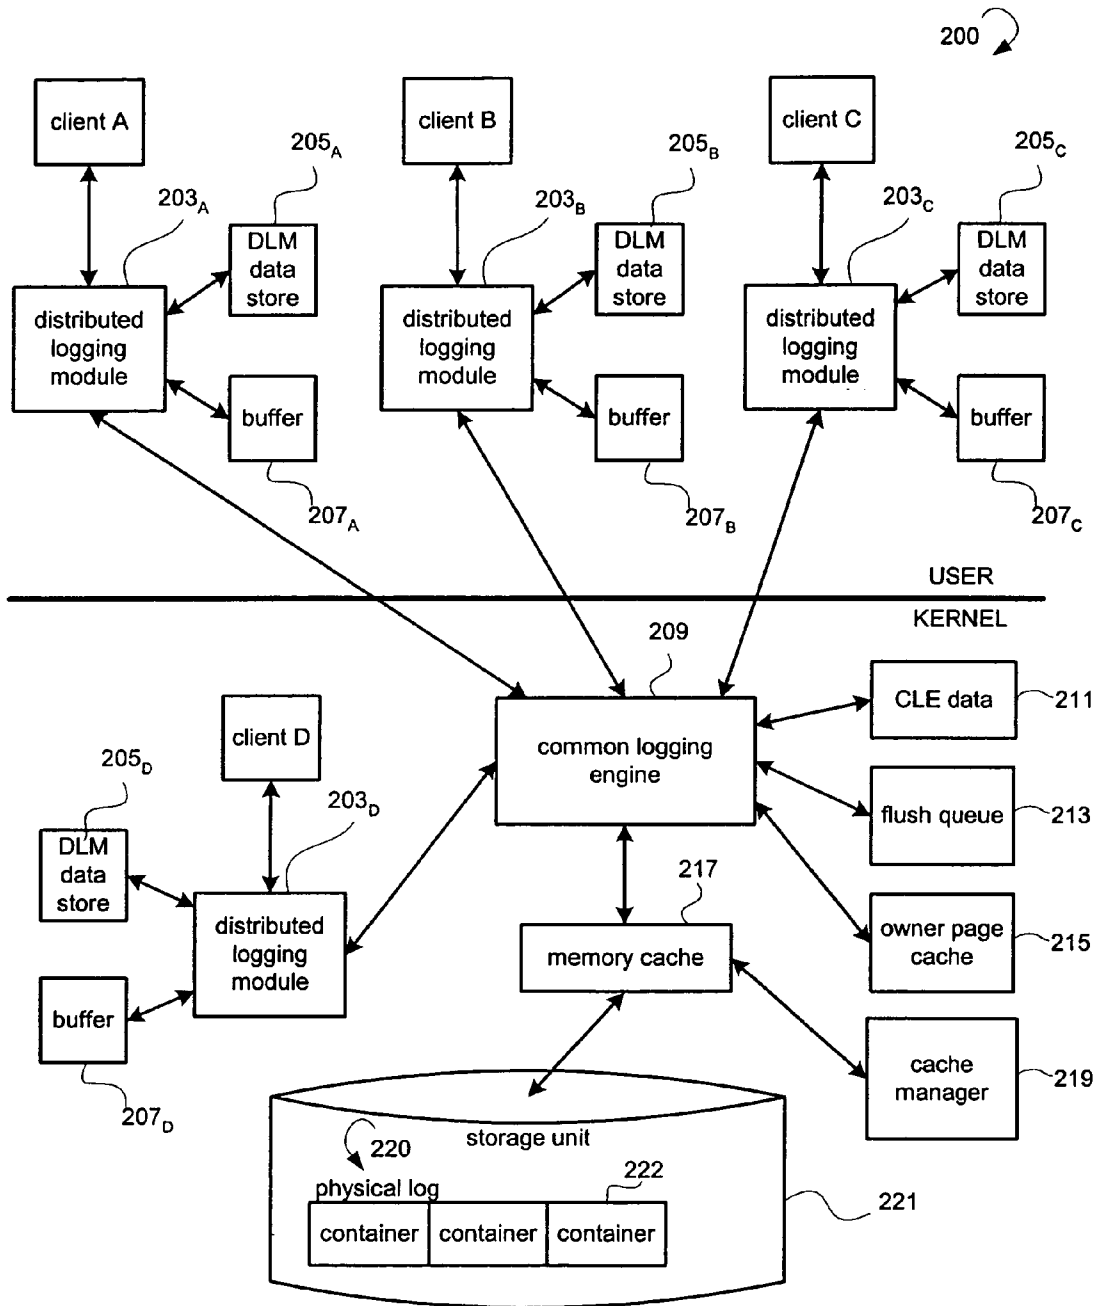 200
client A
client B
client C
205A
205B
205C
203A
203B
203C
DLM
data
store
DLM
data
store
DLM
data
store
distributed
logging
module
distributed
logging
module
distributed
logging
module
buffer
buffer
buffer
207A
207B
207C
USER
KERNEL
209
CLE data
211
client D
common logging
engine
205D
203D
flush queue
213
DLM
data
store
217
distributed
logging
module
memory cache
owner page
cache
215
buffer
cache
manager
219
207D
storage unit
220
222
physical log
221
container
container
container